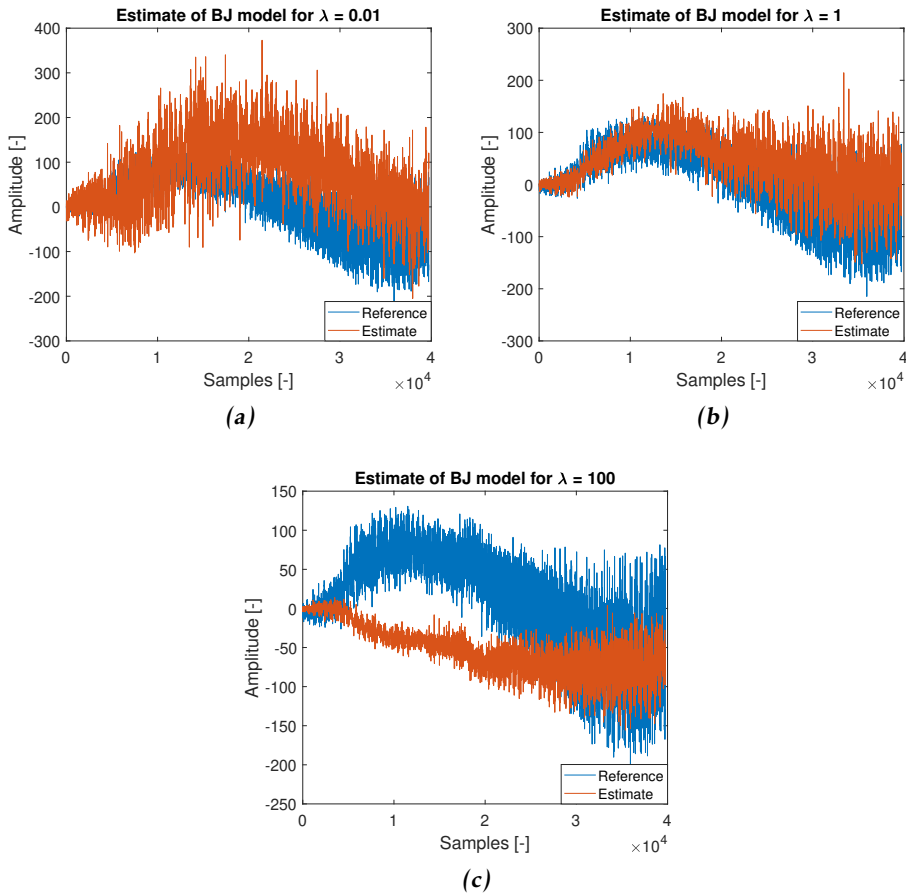 Estimate of BJ model for λ = 0.01
400
300
200
100
0
-100
-200
-300
Amplitude [-]
0
1
2
3
4
×10⁴
Samples [-]
Reference
Estimate
(a)
Estimate of BJ model for λ = 1
300
200
100
0
-100
-200
-300
Amplitude [-]
0
1
2
3
4
×10⁴
Samples [-]
Reference
Estimate
(b)
Estimate of BJ model for λ = 100
150
100
50
0
-50
-100
-150
-200
-250
Amplitude [-]
0
1
2
3
4
×10⁴
Samples [-]
Reference
Estimate
(c)